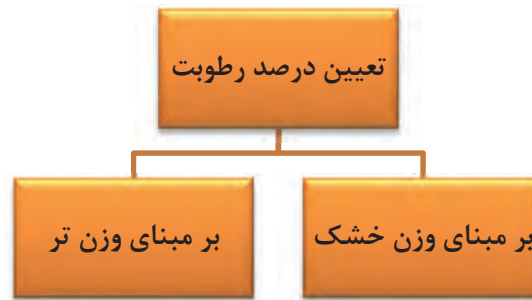 تعیین درصد رطوبت
بر مبنای وزن خشک
بر مبنای وزن تر